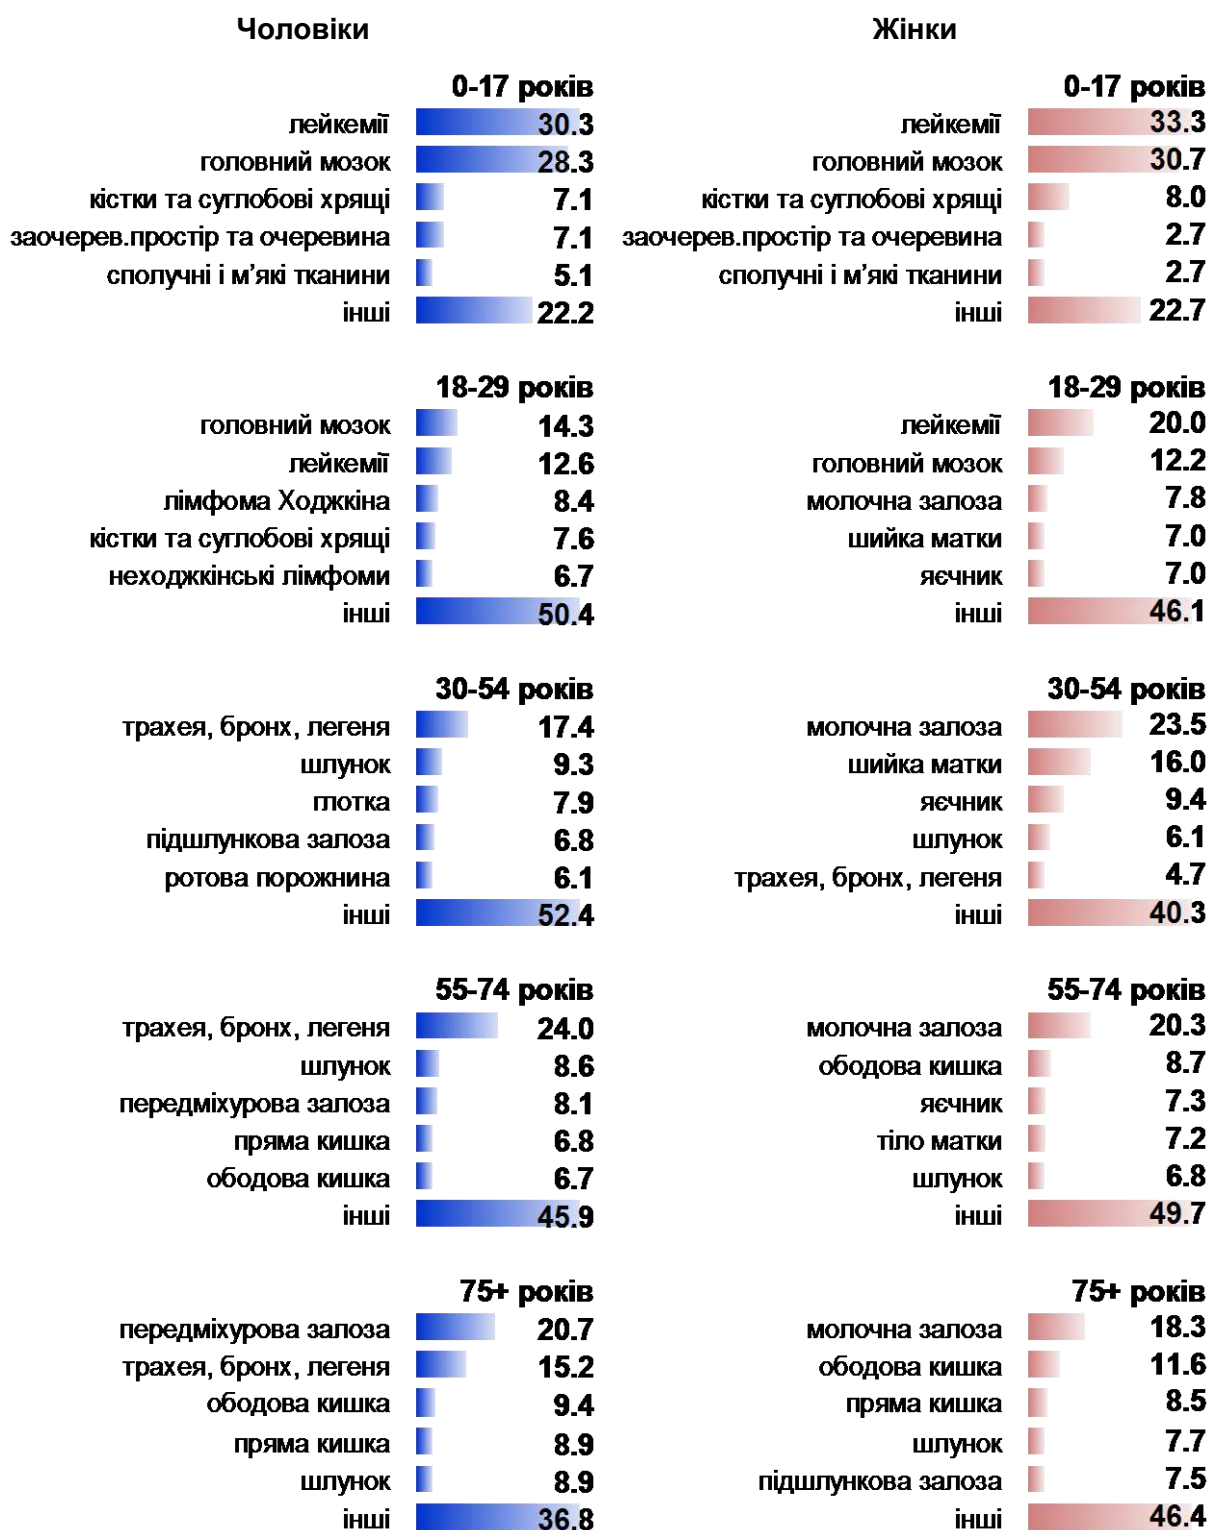 Чоловіки
0-17 років
лейкемії 30.3
головний мозок 28.3
кістки та суглобові хрящі 7.1
заочерев.простір та очеревина 7.1
сполучні і м’які тканини 5.1
інші 22.2
18-29 років
головний мозок 14.3
лейкемії 12.6
лімфома Ходжкіна 8.4
кістки та суглобові хрящі 7.6
неходжкінські лімфоми 6.7
інші 50.4
30-54 років
трахея, бронх, легеня 17.4
шлунок 9.3
глотка 7.9
підшлункова залоза 6.8
ротова порожнина 6.1
інші 52.4
55-74 років
трахея, бронх, легеня 24.0
шлунок 8.6
передміхурова залоза 8.1
пряма кишка 6.8
ободова кишка 6.7
інші 45.9
75+ років
передміхурова залоза 20.7
трахея, бронх, легеня 15.2
ободова кишка 9.4
пряма кишка 8.9
шлунок 8.9
інші 36.8
Жінки
0-17 років
лейкемії 33.3
головний мозок 30.7
кістки та суглобові хрящі 8.0
заочерев.простір та очеревина 2.7
сполучні і м’які тканини 2.7
інші 22.7
18-29 років
лейкемії 20.0
головний мозок 12.2
молочна залоза 7.8
шийка матки 7.0
яєчник 7.0
інші 46.1
30-54 років
молочна залоза 23.5
шийка матки 16.0
яєчник 9.4
шлунок 6.1
трахея, бронх, легеня 4.7
інші 40.3
55-74 років
молочна залоза 20.3
ободова кишка 8.7
яєчник 7.3
тіло матки 7.2
шлунок 6.8
інші 49.7
75+ років
молочна залоза 18.3
ободова кишка 11.6
пряма кишка 8.5
шлунок 7.7
підшлункова залоза 7.5
інші 46.4